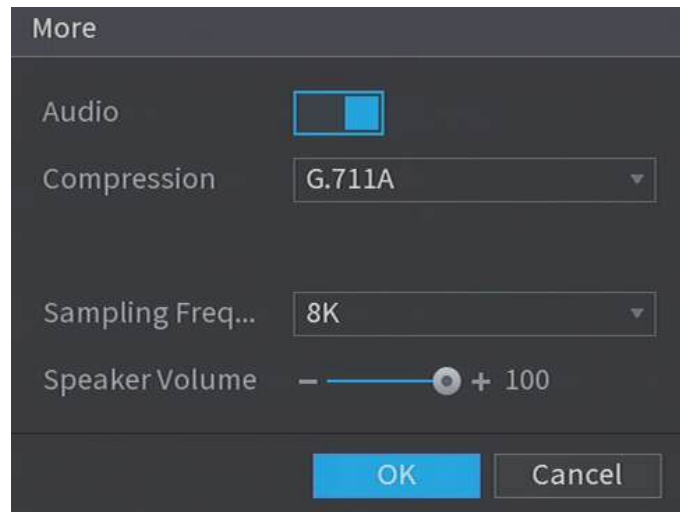 More
Audio
Compression G.711A
Sampling Freq... 8K
Speaker Volume − + 100
OK Cancel